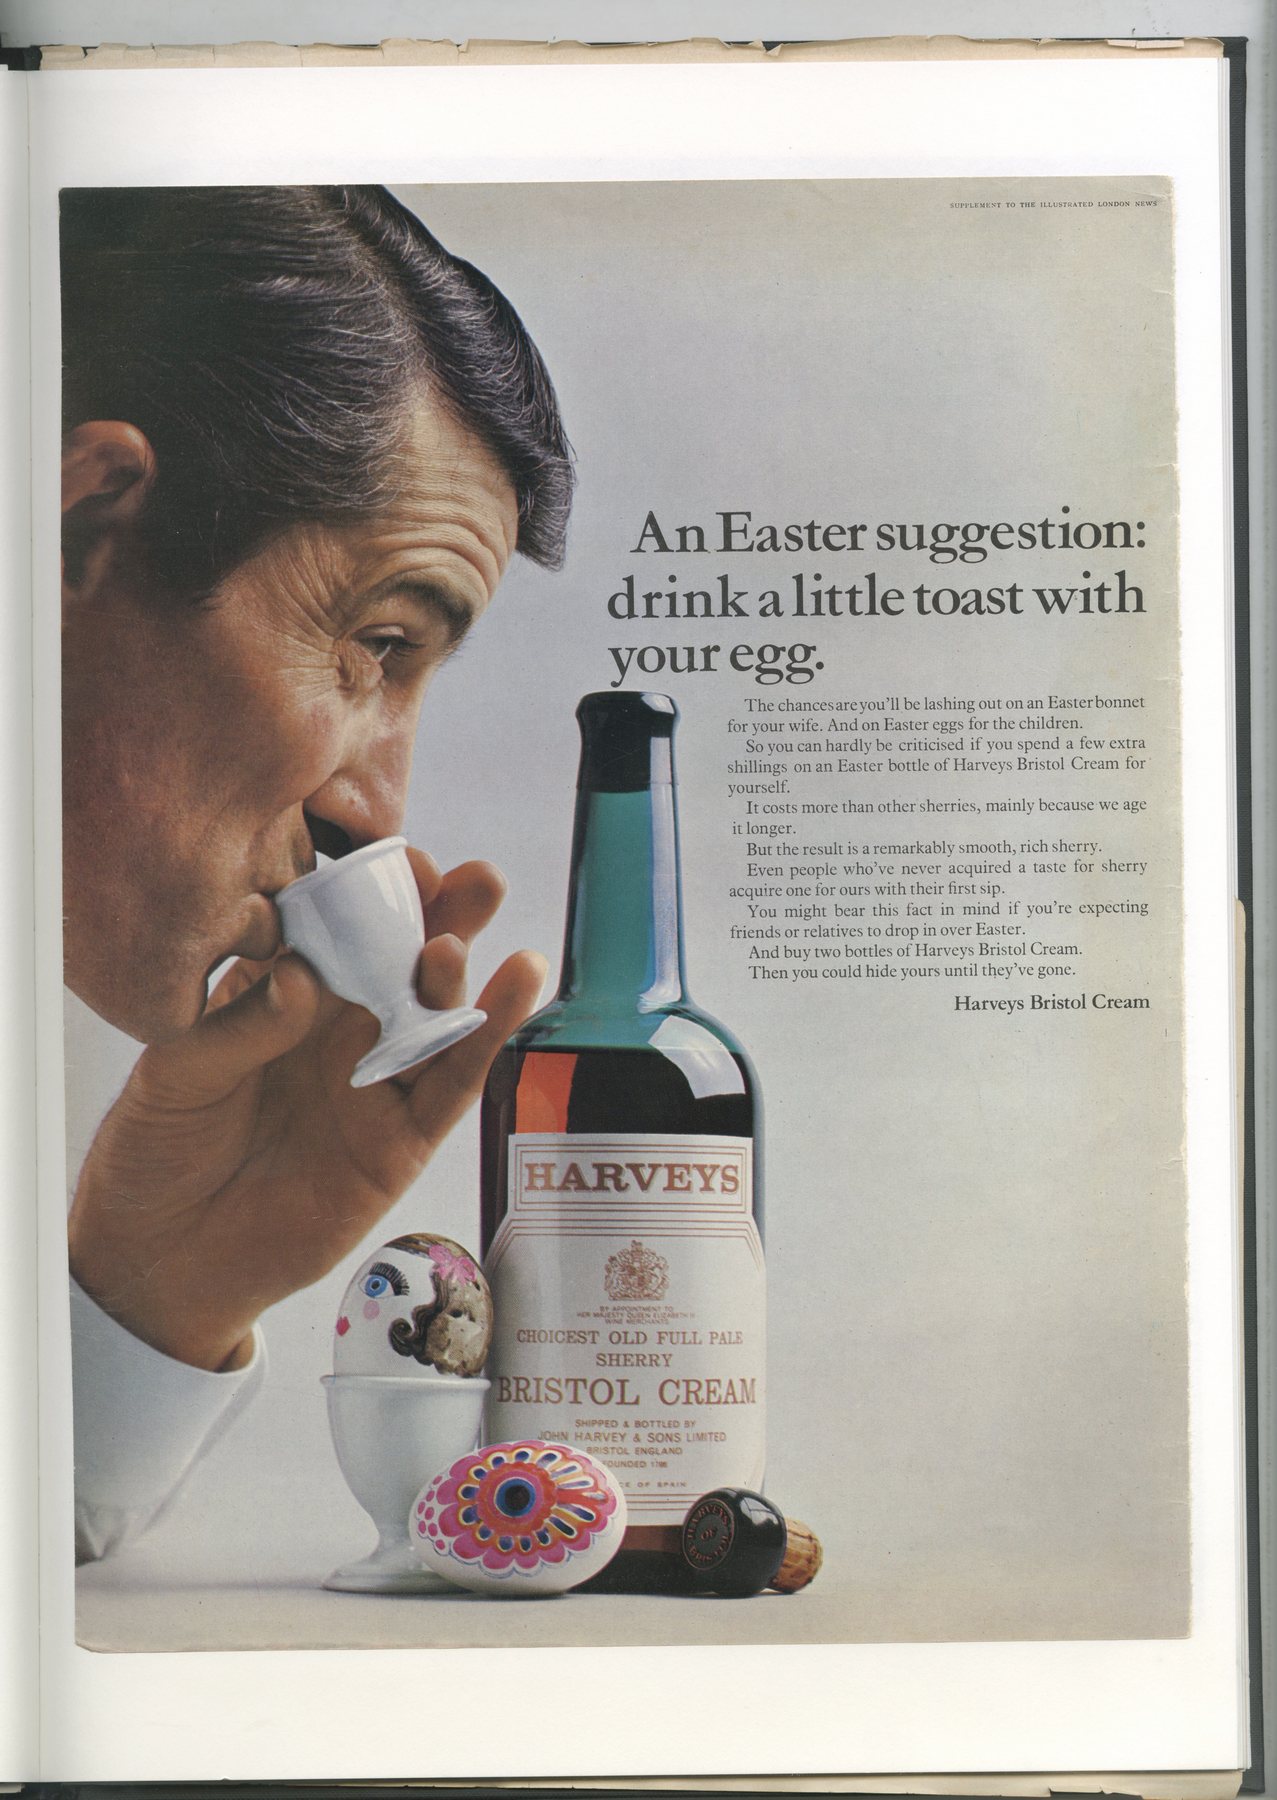 SUPPLEMENT TO THE ILLUSTRATED LONDON NEWS
An Easter suggestion:
drink a little toast with
your egg.
The chances are you'll be lashing out on an Easter bonnet
for your wife. And on Easter eggs for the children.
So you can hardly be criticised if you spend a few extra
shillings on an Easter bottle of Harveys Bristol Cream for
yourself.
It costs more than other sherries, mainly because we age
it longer.
But the result is a remarkably smooth, rich sherry.
Even people who've never acquired a taste for sherry
acquire one for ours with their first sip.
You might bear this fact in mind if you're expecting
friends or relatives to drop in over Easter.
And buy two bottles of Harveys Bristol Cream.
Then you could hide yours until they've gone.
Harveys Bristol Cream
HARVEYS
BY APPOINTMENT TO
HER MAJESTY QUEEN ELIZABETH II
WINE MERCHANTS
CHOICEST OLD FULL PALE
SHERRY
BRISTOL CREAM
SHIPPED & BOTTLED BY
JOHN HARVEY & SONS LIMITED
BRISTOL ENGLAND
FOUNDED 1796
OF SPAIN
HARVEYS
OF
BRISTOL